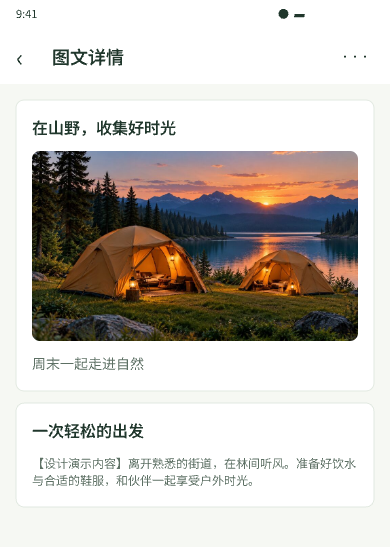 9:41
‹ 图文详情 ···
在山野，收集好时光
周末一起走进自然
一次轻松的出发
【设计演示内容】离开熟悉的街道，在林间听风。准备好饮水
与合适的鞋服，和伙伴一起享受户外时光。